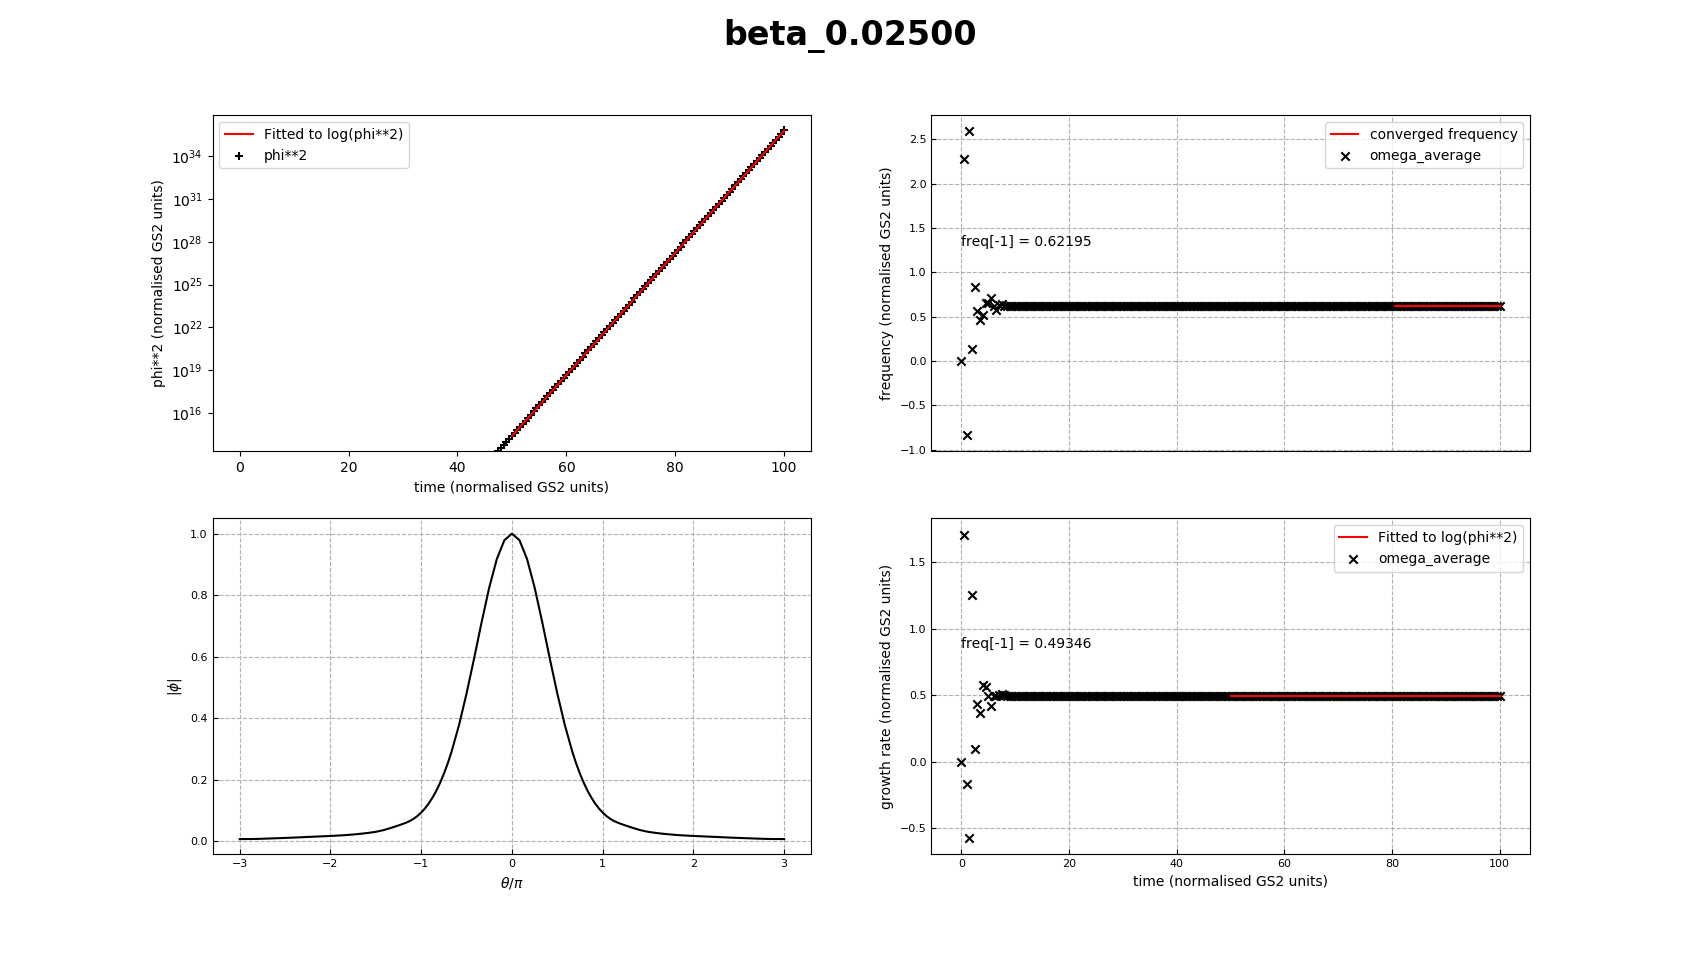 beta_0.02500
Fitted to log(phi**2)
phi**2
phi**2 (normalised GS2 units)
10^34
10^31
10^28
10^25
10^22
10^19
10^16
0 20 40 60 80 100
time (normalised GS2 units)
converged frequency
omega_average
freq[-1] = 0.62195
frequency (normalised GS2 units)
2.5
2.0
1.5
1.0
0.5
0.0
−0.5
−1.0
|ϕ|
1.0
0.8
0.6
0.4
0.2
0.0
−3 −2 −1 0 1 2 3
θ/π
Fitted to log(phi**2)
omega_average
freq[-1] = 0.49346
growth rate (normalised GS2 units)
1.5
1.0
0.5
0.0
−0.5
0 20 40 60 80 100
time (normalised GS2 units)